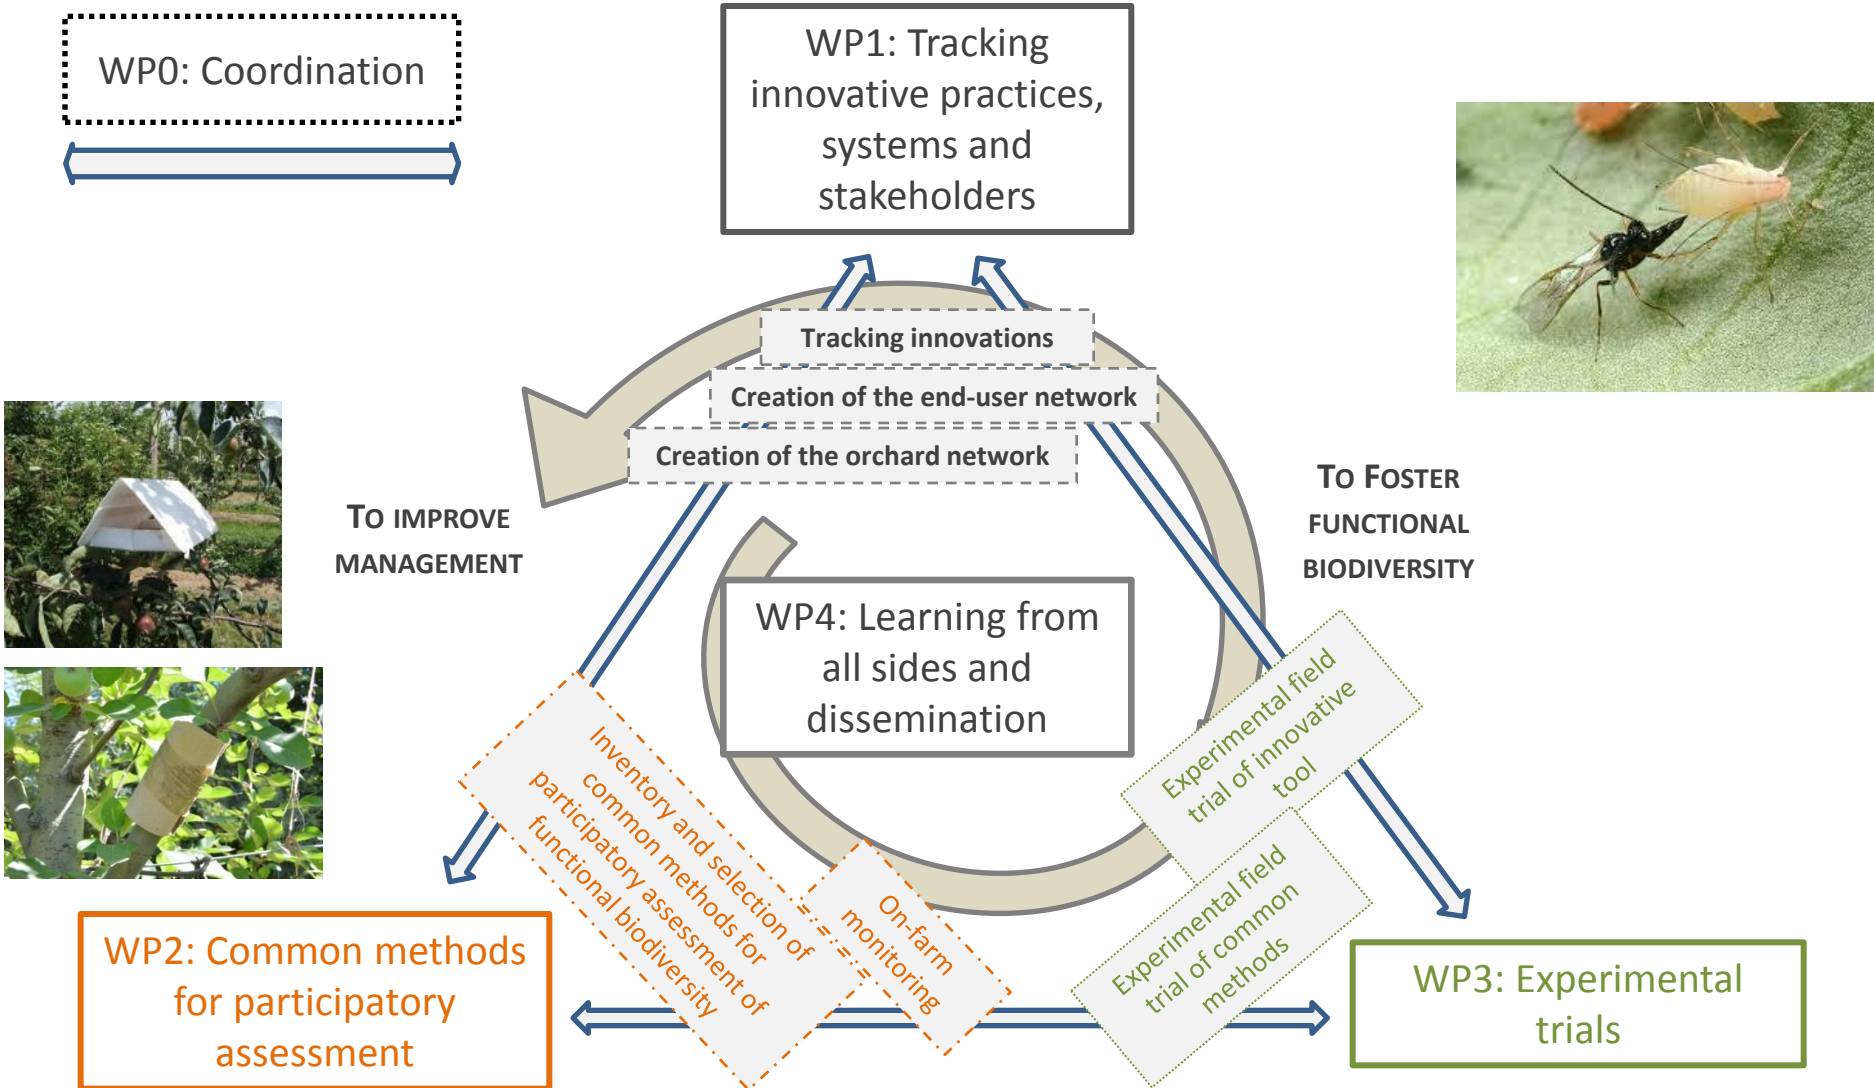 WP0: Coordination
WP1: Tracking
innovative practices,
systems and
stakeholders
Tracking innovations
Creation of the end-user network
Creation of the orchard network
TO IMPROVE
MANAGEMENT
TO FOSTER
FUNCTIONAL
BIODIVERSITY
WP4: Learning from
all sides and
dissemination
Inventory and selection of
common methods for
participatory assessment of
functional biodiversity
On-farm
monitoring
Experimental field
trial of innovative
tool
Experimental field
trial of common
methods
WP2: Common methods
for participatory
assessment
WP3: Experimental
trials